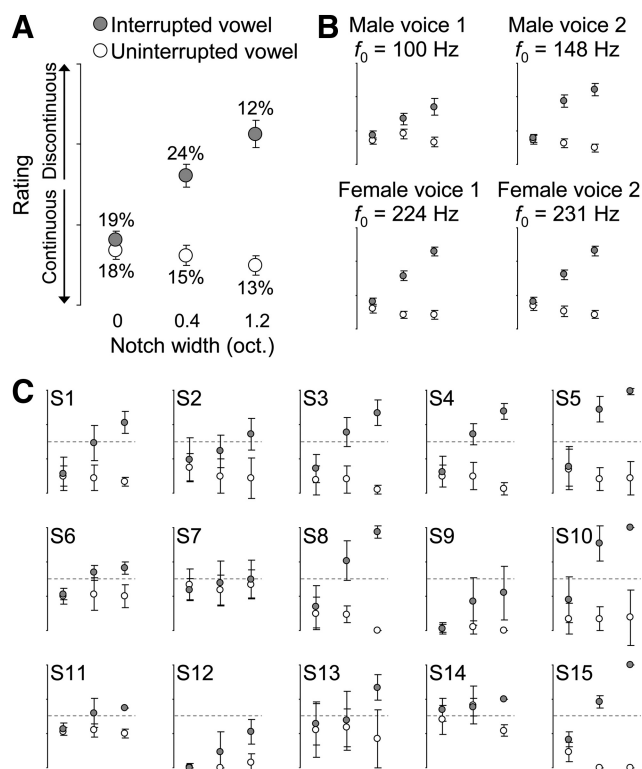 A
Interrupted vowel
Uninterrupted vowel
Rating
Continuous
Discontinuous
19%
24%
12%
18%
15%
13%
0
0.4
1.2
Notch width (oct.)
B
Male voice 1
f0 = 100 Hz
Male voice 2
f0 = 148 Hz
Female voice 1
f0 = 224 Hz
Female voice 2
f0 = 231 Hz
C
S1
S2
S3
S4
S5
S6
S7
S8
S9
S10
S11
S12
S13
S14
S15